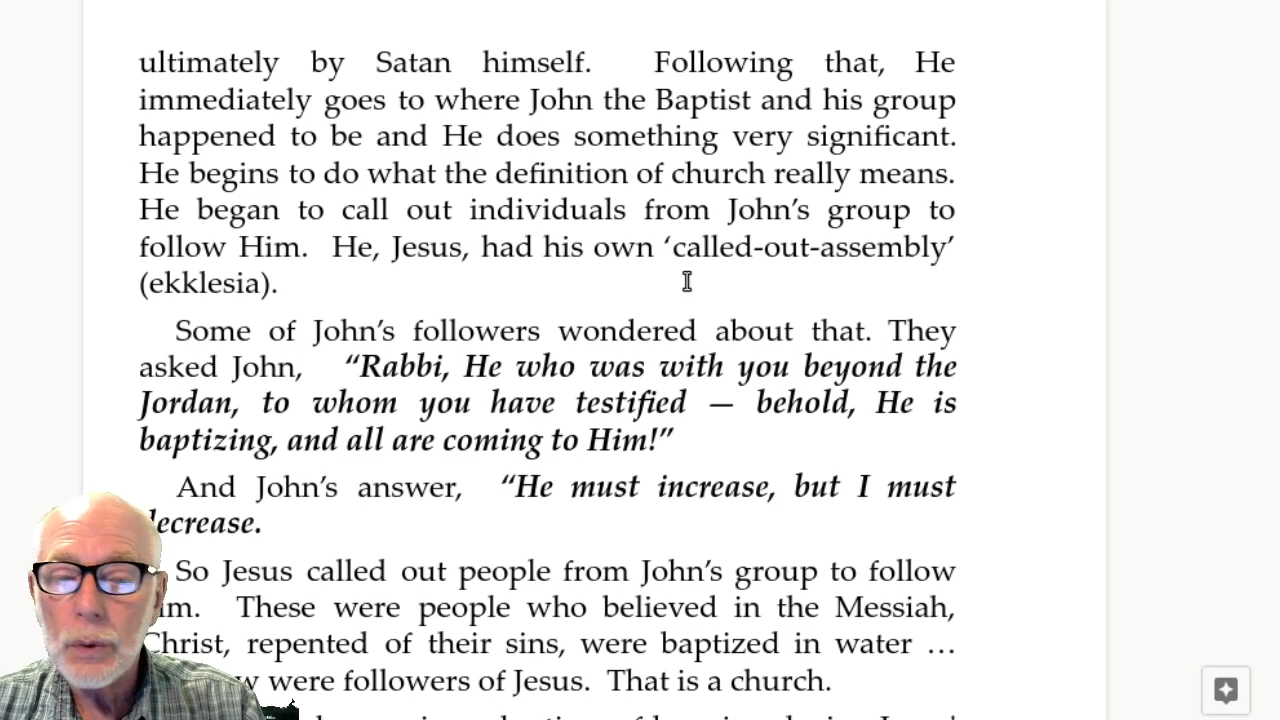 ultimately by Satan himself. Following that, He
immediately goes to where John the Baptist and his group
happened to be and He does something very significant.
He begins to do what the definition of church really means.
He began to call out individuals from John’s group to
follow Him. He, Jesus, had his own ‘called-out-assembly’
(ekklesia).
Some of John’s followers wondered about that. They
asked John, “Rabbi, He who was with you beyond the
Jordan, to whom you have testified — behold, He is
baptizing, and all are coming to Him!”
And John’s answer, “He must increase, but I must
decrease.
So Jesus called out people from John’s group to follow
Him. These were people who believed in the Messiah,
Christ, repented of their sins, were baptized in water …
were followers of Jesus. That is a church.